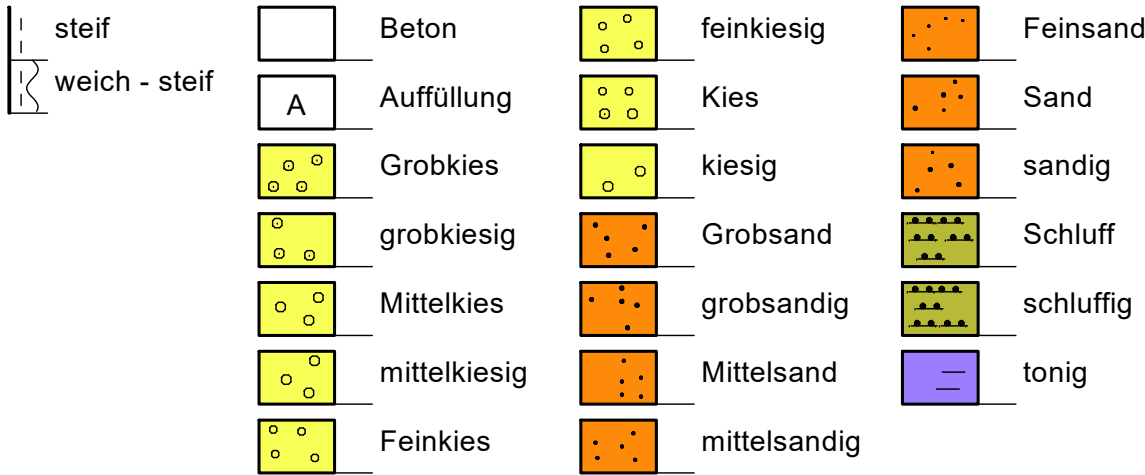 steif
weich - steif
Beton
A
Auffüllung
Grobkies
grobkiesig
Mittelkies
mittelkiesig
Feinkies
feinkiesig
Kies
kiesig
Grobsand
grobsandig
Mittelsand
mittelsandig
Feinsand
Sand
sandig
Schluff
schluffig
tonig